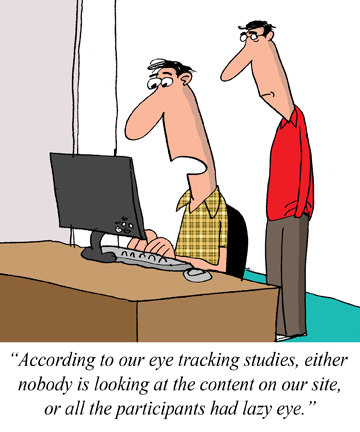 “According to our eye tracking studies, either
nobody is looking at the content on our site,
or all the participants had lazy eye.”